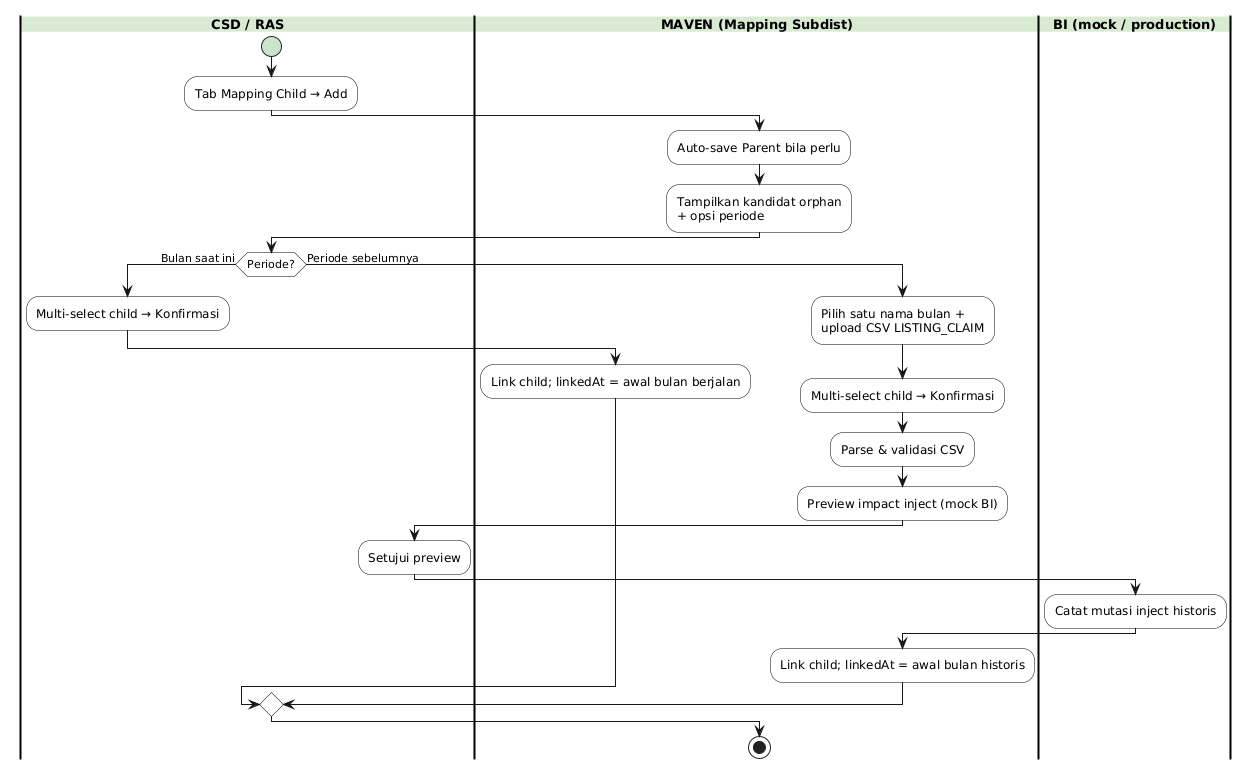 CSD / RAS
MAVEN (Mapping Subdist)
BI (mock / production)
Tab Mapping Child → Add
Auto-save Parent bila perlu
Tampilkan kandidat orphan
+ opsi periode
Bulan saat ini
Periode?
Periode sebelumnya
Multi-select child → Konfirmasi
Pilih satu nama bulan +
upload CSV LISTING_CLAIM
Link child; linkedAt = awal bulan berjalan
Multi-select child → Konfirmasi
Parse & validasi CSV
Preview impact inject (mock BI)
Setujui preview
Catat mutasi inject historis
Link child; linkedAt = awal bulan historis